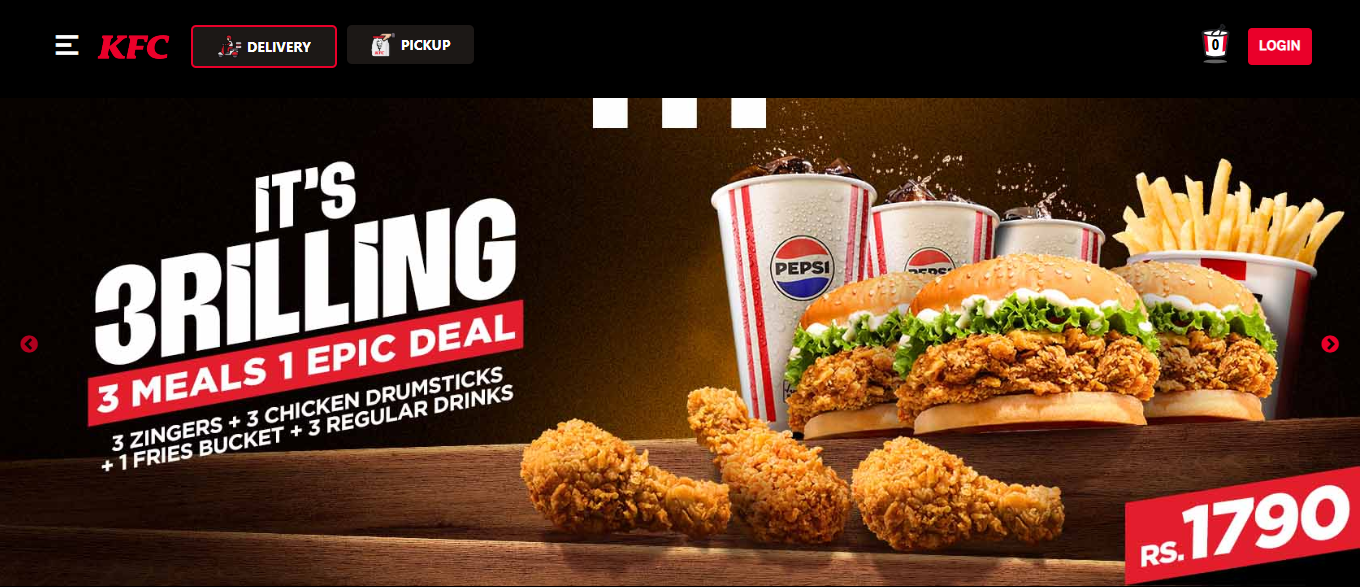 KFC
DELIVERY
PICKUP
0
LOGIN
IT'S
3RILLING
3 MEALS 1 EPIC DEAL
3 ZINGERS + 3 CHICKEN DRUMSTICKS
+ 1 FRIES BUCKET + 3 REGULAR DRINKS
PEPSI
PEPSI
RS.1790